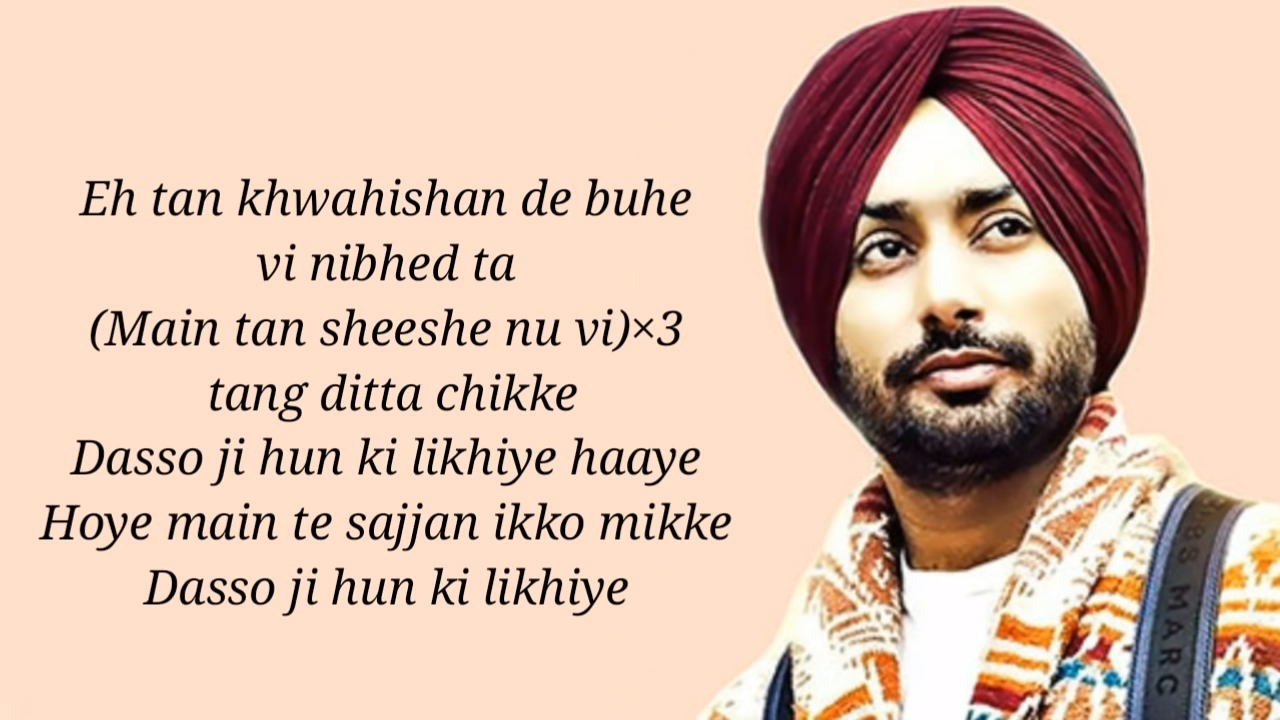 Eh tan khwahishan de buhe
vi nibhed ta
(Main tan sheeshe nu vi)×3
tang ditta chikke
Dasso ji hun ki likhiye haaye
Hoye main te sajjan ikko mikke
Dasso ji hun ki likhiye
MARC